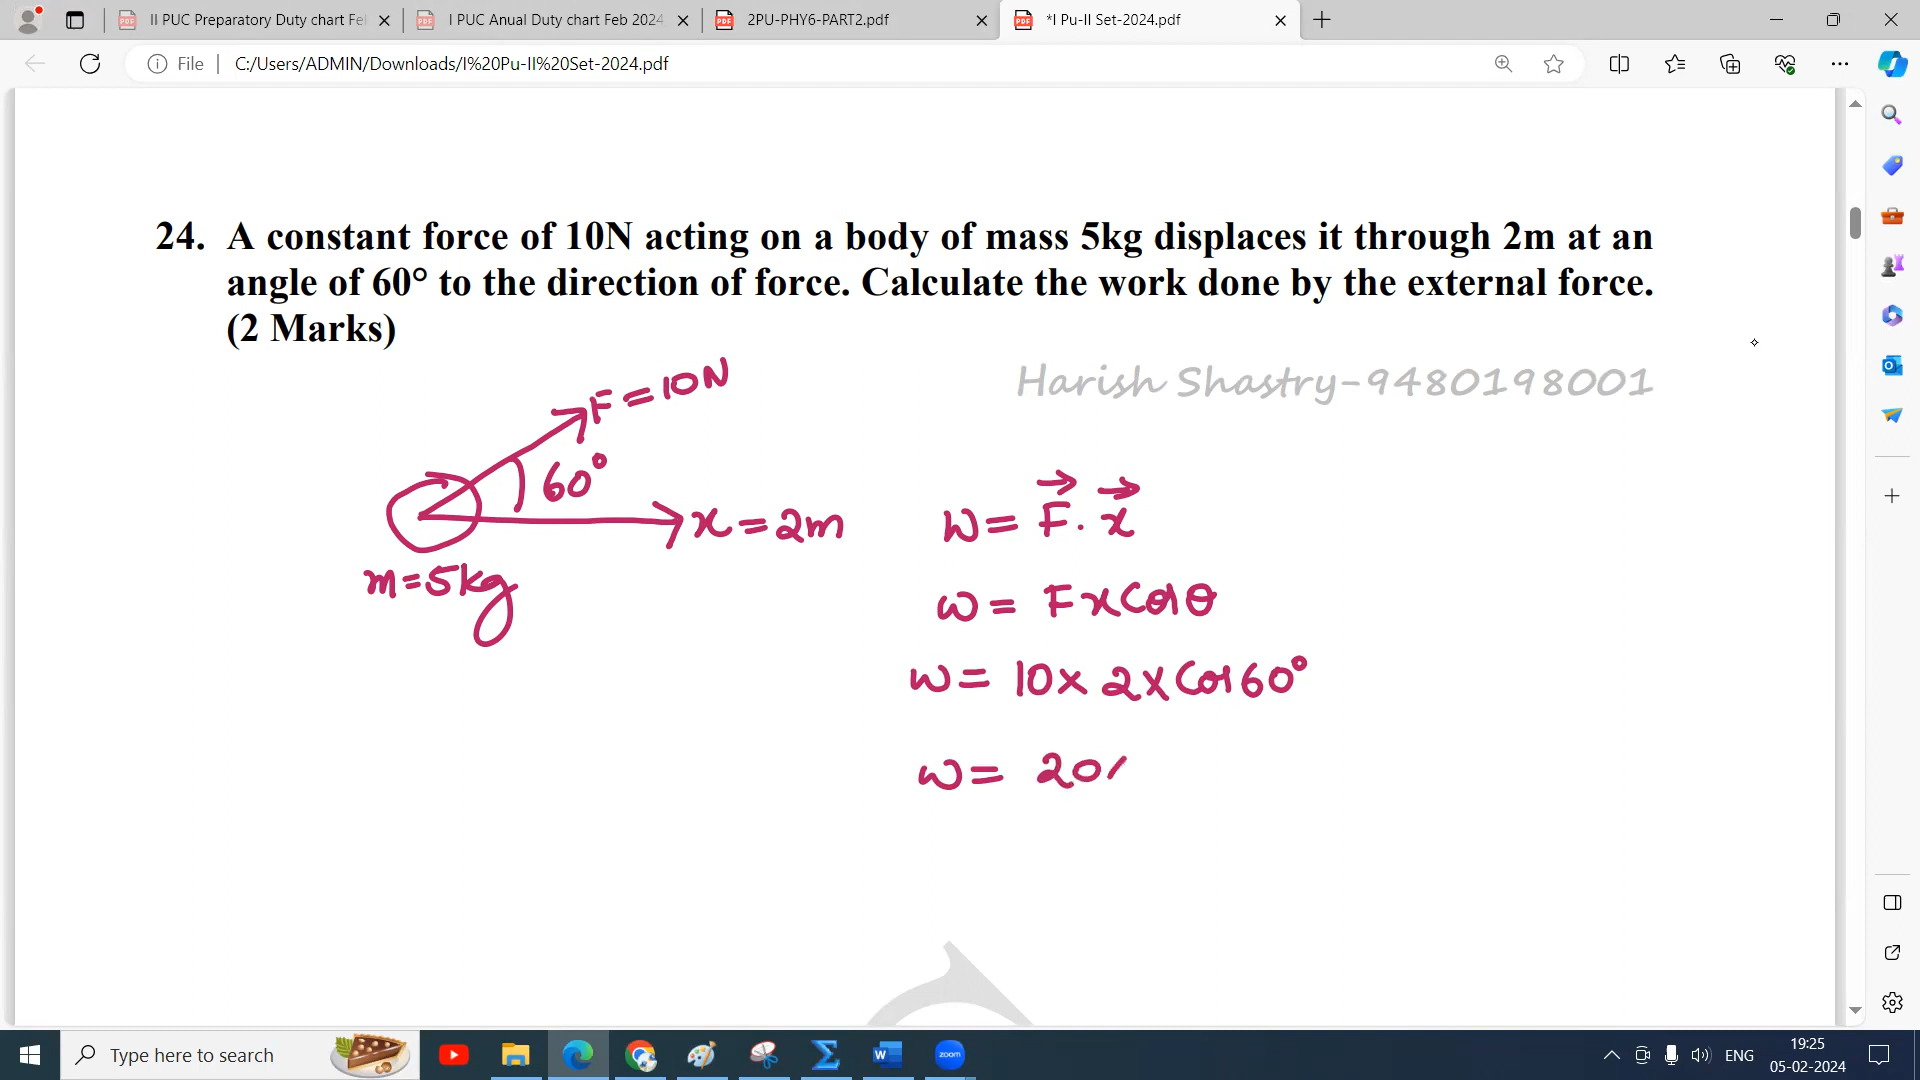 II PUC Preparatory Duty chart Fe
I PUC Anual Duty chart Feb 2024
2PU-PHY6-PART2.pdf
*I Pu-II Set-2024.pdf
File
C:/Users/ADMIN/Downloads/I%20Pu-II%20Set-2024.pdf
24. A constant force of 10N acting on a body of mass 5kg displaces it through 2m at an
angle of 60° to the direction of force. Calculate the work done by the external force.
(2 Marks)
Harish Shastry-9480198001
F = 10N
60°
x = 2m
m = 5kg
W = F⃗ . x⃗
W = F x Cos θ
W = 10 x 2 x Cos 60°
W = 20
Type here to search
zoom
ENG
19:25
05-02-2024